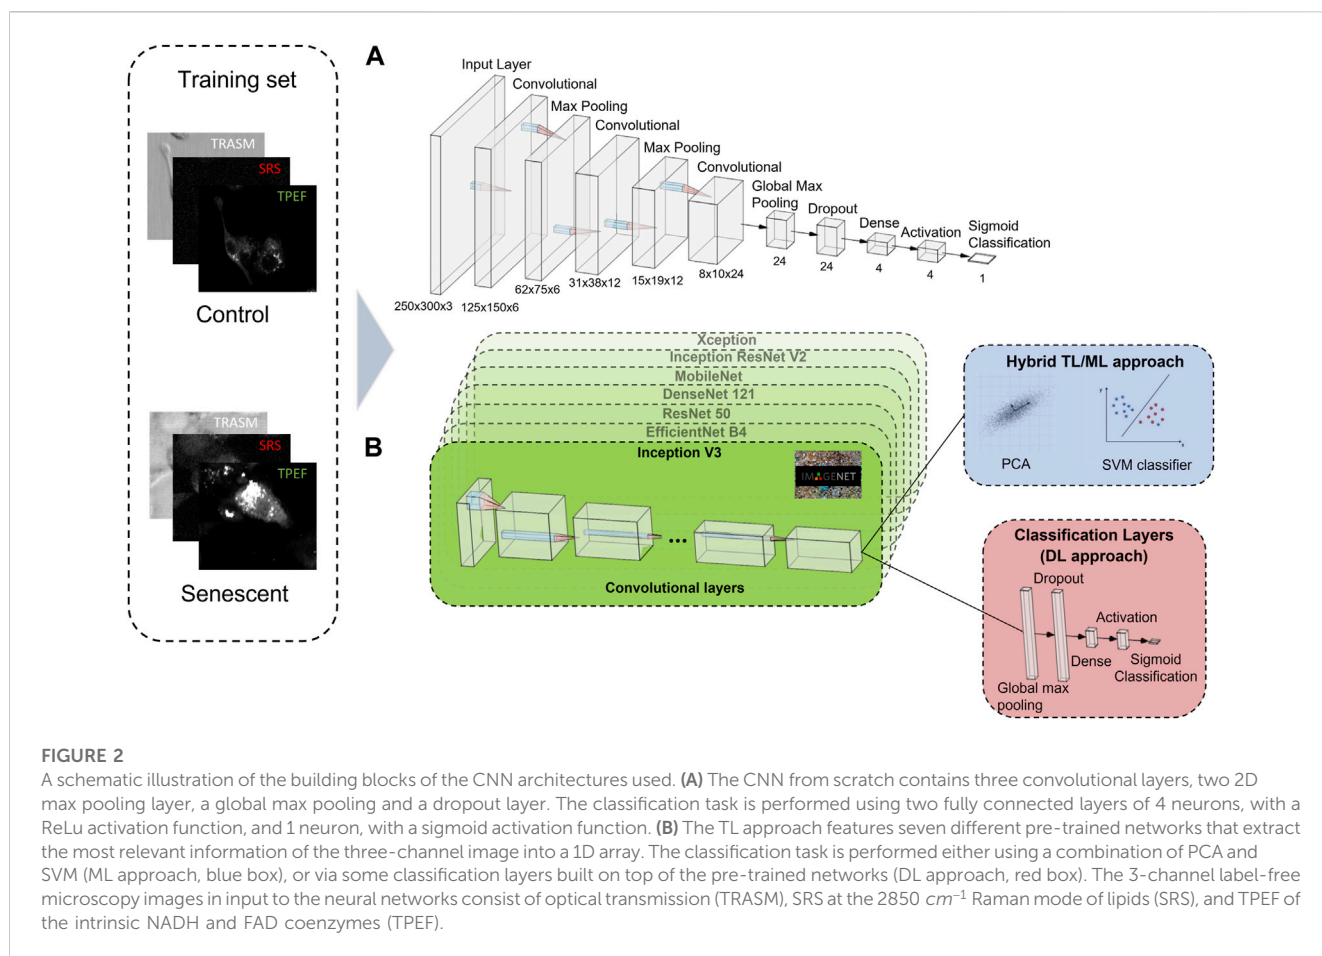 Training set
TRASM
SRS
TPEF
Control
TRASM
SRS
TPEF
Senescent
A
Input Layer
Convolutional
Max Pooling
Convolutional
Max Pooling
Convolutional
Global Max
Pooling
Dropout
Dense
Activation
Sigmoid
Classification
250x300x3
125x150x6
62x75x6
31x38x12
15x19x12
8x10x24
24
24
4
4
1
B
Xception
Inception ResNet V2
MobileNet
DenseNet 121
ResNet 50
EfficientNet B4
Inception V3
IMAGENET
...
Convolutional layers
Hybrid TL/ML approach
PCA
y
x
SVM classifier
Classification Layers
(DL approach)
Dropout
Activation
Dense
Sigmoid
Classification
Global max
pooling
FIGURE 2
A schematic illustration of the building blocks of the CNN architectures used. (A) The CNN from scratch contains three convolutional layers, two 2D
max pooling layer, a global max pooling and a dropout layer. The classification task is performed using two fully connected layers of 4 neurons, with a
ReLu activation function, and 1 neuron, with a sigmoid activation function. (B) The TL approach features seven different pre-trained networks that extract
the most relevant information of the three-channel image into a 1D array. The classification task is performed either using a combination of PCA and
SVM (ML approach, blue box), or via some classification layers built on top of the pre-trained networks (DL approach, red box). The 3-channel label-free
microscopy images in input to the neural networks consist of optical transmission (TRASM), SRS at the 2850 cm⁻¹ Raman mode of lipids (SRS), and TPEF of
the intrinsic NADH and FAD coenzymes (TPEF).